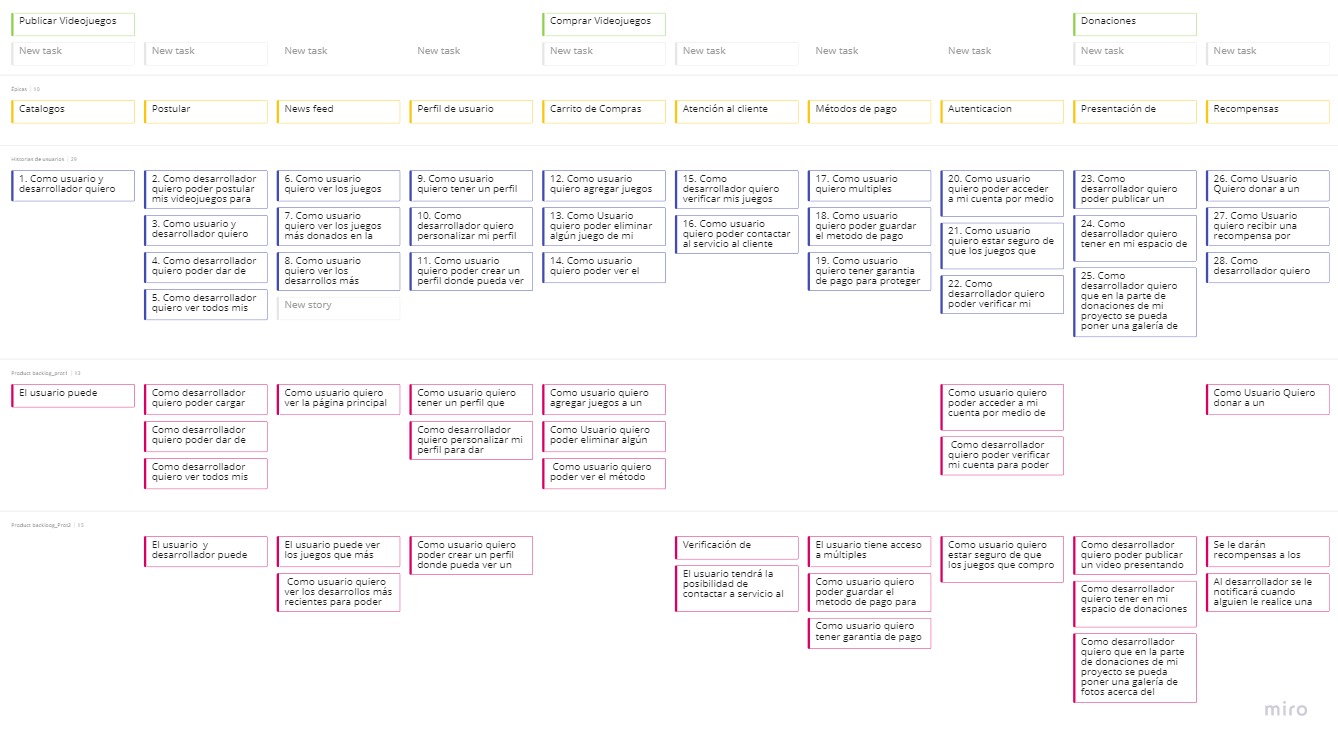 Publicar Videojuegos
Comprar Videojuegos
Donaciones
New task
New task
New task
New task
New task
New task
New task
New task
New task
New task
Épicas | 10
Catalogos
Postular
News feed
Perfil de usuario
Carrito de Compras
Atención al cliente
Métodos de pago
Autenticacion
Presentación de
Recompensas
Historias de usuarios | 29
1. Como usuario y
desarrollador quiero
2. Como desarrollador
quiero poder postular
mis videojuegos para
3. Como usuario y
desarrollador quiero
4. Como desarrollador
quiero poder dar de
5. Como desarrollador
quiero ver todos mis
6. Como usuario
quiero ver los juegos
7. Como usuario
quiero ver los juegos
más donados en la
8. Como usuario
quiero ver los
desarrollos más
New story
9. Como usuario
quiero tener un perfil
10. Como
desarrollador quiero
personalizar mi perfil
11. Como usuario
quiero poder crear un
perfil donde pueda ver
12. Como usuario
quiero agregar juegos
13. Como Usuario
quiero poder eliminar
algún juego de mi
14. Como usuario
quiero poder ver el
15. Como
desarrollador quiero
verificar mis juegos
16. Como usuario
quiero poder contactar
al servicio al cliente
17. Como usuario
quiero multiples
18. Como usuario
quiero poder guardar
el metodo de pago
19. Como usuario
quiero tener garantia
de pago para proteger
20. Como usuario
quiero poder acceder
a mi cuenta por medio
21. Como usuario
quiero estar seguro de
que los juegos que
22. Como
desarrollador quiero
poder verificar mi
23. Como
desarrollador quiero
poder publicar un
24. Como
desarrollador quiero
tener en mi espacio de
25. Como
desarrollador quiero
que en la parte de
donaciones de mi
proyecto se pueda
poner una galería de
26. Como Usuario
Quiero donar a un
27. Como Usuario
quiero recibir una
recompensa por
28. Como
desarrollador quiero
Product backlog_prot1 | 13
El usuario puede
Como desarrollador
quiero poder cargar
Como desarrollador
quiero poder dar de
Como desarrollador
quiero ver todos mis
Como usuario quiero
ver la página principal
Como usuario quiero
tener un perfil que
Como desarrollador
quiero personalizar mi
perfil para dar
Como usuario quiero
agregar juegos a un
Como Usuario quiero
poder eliminar algún
Como usuario quiero
poder ver el método
Como usuario quiero
poder acceder a mi
cuenta por medio de
Como desarrollador
quiero poder verificar
mi cuenta para poder
Como Usuario Quiero
donar a un
Product backlog_Prot2 | 15
El usuario y
desarrollador puede
El usuario puede ver
los juegos que más
Como usuario quiero
ver los desarrollos más
recientes para poder
Como usuario quiero
poder crear un perfil
donde pueda ver un
Verificación de
El usuario tendrá la
posibilidad de
contactar a servicio al
El usuario tiene acceso
a múltiples
Como usuario quiero
poder guardar el
metodo de pago para
Como usuario quiero
tener garantia de pago
Como usuario quiero
estar seguro de que
los juegos que compro
Como desarrollador
quiero poder publicar
un video presentando
Como desarrollador
quiero tener en mi
espacio de donaciones
Como desarrollador
quiero que en la parte
de donaciones de mi
proyecto se pueda
poner una galería de
fotos acerca del
Se le darán
recompensas a los
Al desarrollador se le
notificará cuando
alguien le realice una
miro